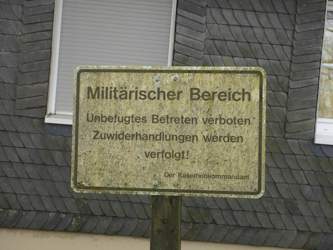 Militärischer Bereich
Unbefugtes Betreten verboten
Zuwiderhandlungen werden
verfolgt!
Der Kasernenkommandant